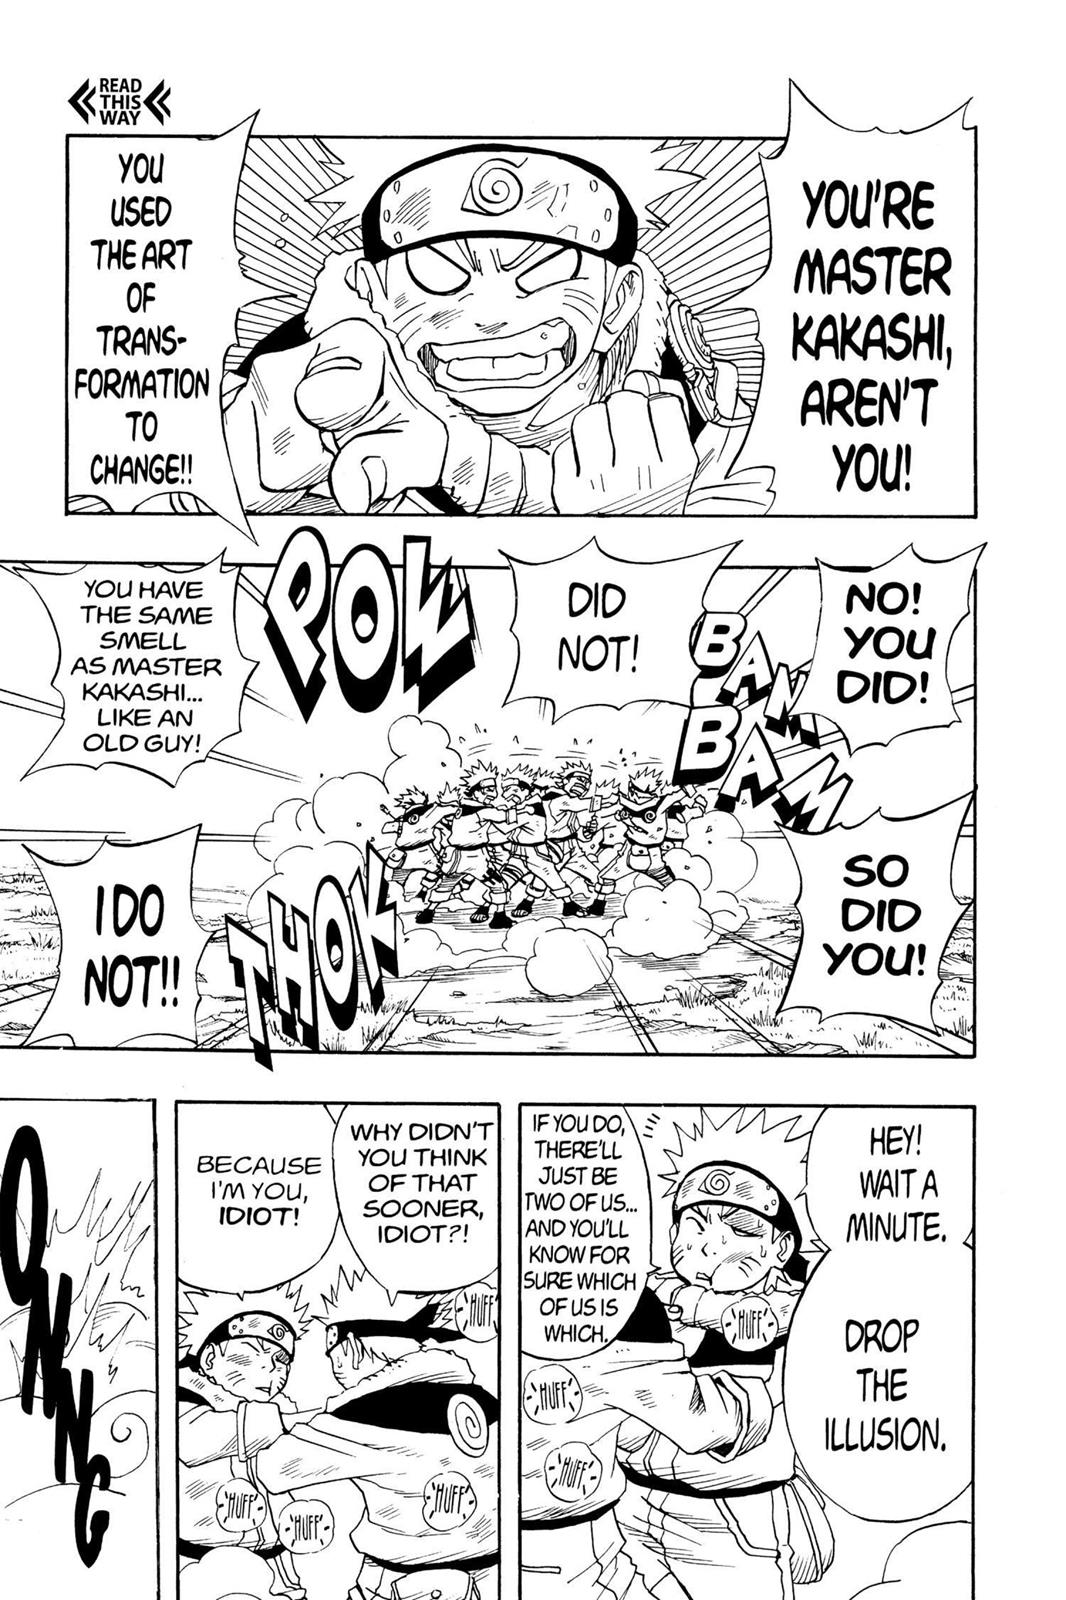 READ
THIS
WAY
YOU'RE
MASTER
KAKASHI,
AREN'T
YOU!
YOU
USED
THE ART
OF
TRANS-
FORMATION
TO
CHANGE!!
NO!
YOU
DID!
BAM
BAM
DID
NOT!
POW
YOU HAVE
THE SAME
SMELL
AS MASTER
KAKASHI...
LIKE AN
OLD GUY!
SO
DID
YOU!
THOK
I DO
NOT!!
HEY!
WAIT A
MINUTE.
DROP
THE
ILLUSION.
IF YOU DO,
THERE'LL
JUST BE
TWO OF US...
AND YOU'LL
KNOW FOR
SURE WHICH
OF US IS
WHICH.
HUFF
HUFF
HUFF
WHY DIDN'T
YOU THINK
OF THAT
SOONER,
IDIOT?!
BECAUSE
I'M YOU,
IDIOT!
HUFF
HUFF
HUFF
HUFF
ONNNG